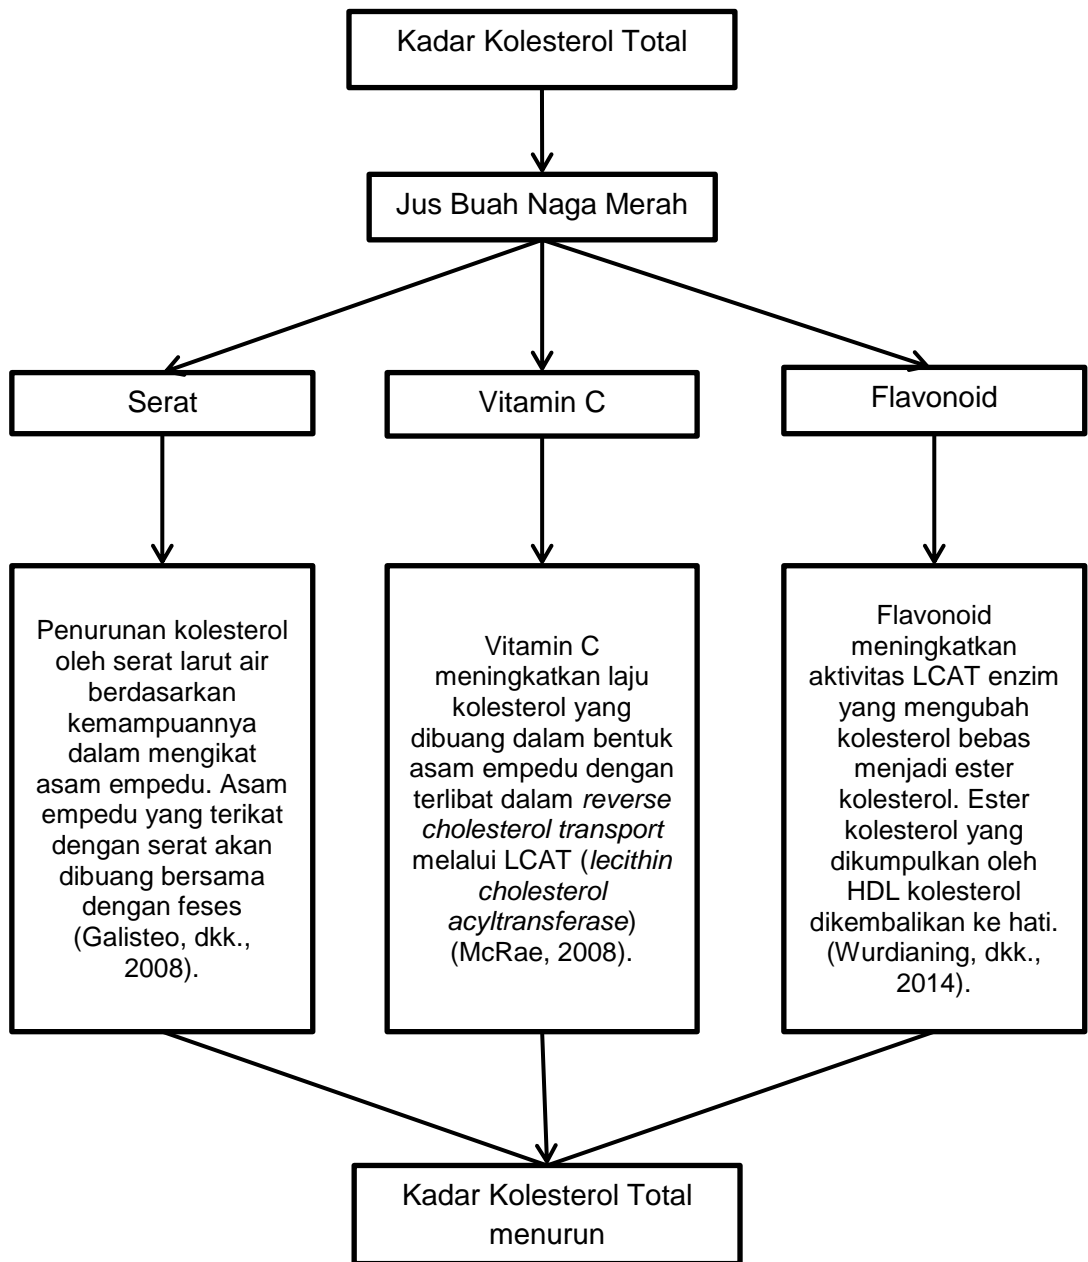 Kadar Kolesterol Total
Jus Buah Naga Merah
Serat
Vitamin C
Flavonoid
Penurunan kolesterol
oleh serat larut air
berdasarkan
kemampuannya
dalam mengikat
asam empedu. Asam
empedu yang terikat
dengan serat akan
dibuang bersama
dengan feses
(Galisteo, dkk.,
2008).
Vitamin C
meningkatkan laju
kolesterol yang
dibuang dalam bentuk
asam empedu dengan
terlibat dalam reverse
cholesterol transport
melalui LCAT (lecithin
cholesterol
acyltransferase)
(McRae, 2008).
Flavonoid
meningkatkan
aktivitas LCAT enzim
yang mengubah
kolesterol bebas
menjadi ester
kolesterol. Ester
kolesterol yang
dikumpulkan oleh
HDL kolesterol
dikembalikan ke hati.
(Wurdianing, dkk.,
2014).
Kadar Kolesterol Total
menurun